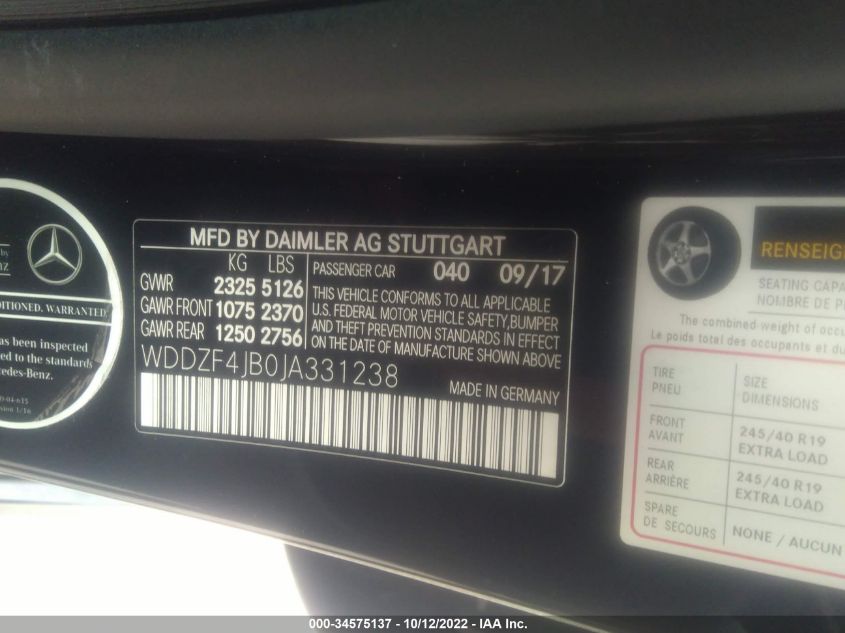 MFD BY DAIMLER AG STUTTGART
KG LBS
GVWR 2325 5126
GAWR FRONT 1075 2370
GAWR REAR 1250 2756
PASSENGER CAR 040 09/17
THIS VEHICLE CONFORMS TO ALL APPLICABLE
U.S. FEDERAL MOTOR VEHICLE SAFETY, BUMPER
AND THEFT PREVENTION STANDARDS IN EFFECT
ON THE DATE OF MANUFACTURE SHOWN ABOVE
WDDZF4JB0JA331238
MADE IN GERMANY
by
nz
WARRANTED
as been inspected
ed to the standards
cedes-Benz.
RENSEIG
SEATING CAPA
NOMBRE DE P
The combined weight of occu
Le poids total des occupants et du
TIRE SIZE
PNEU DIMENSIONS
FRONT 245/40 R19
AVANT EXTRA LOAD
REAR 245/40 R19
ARRIÈRE EXTRA LOAD
SPARE NONE / AUCUN
DE SECOURS
000-34575137 - 10/12/2022 - IAA Inc.